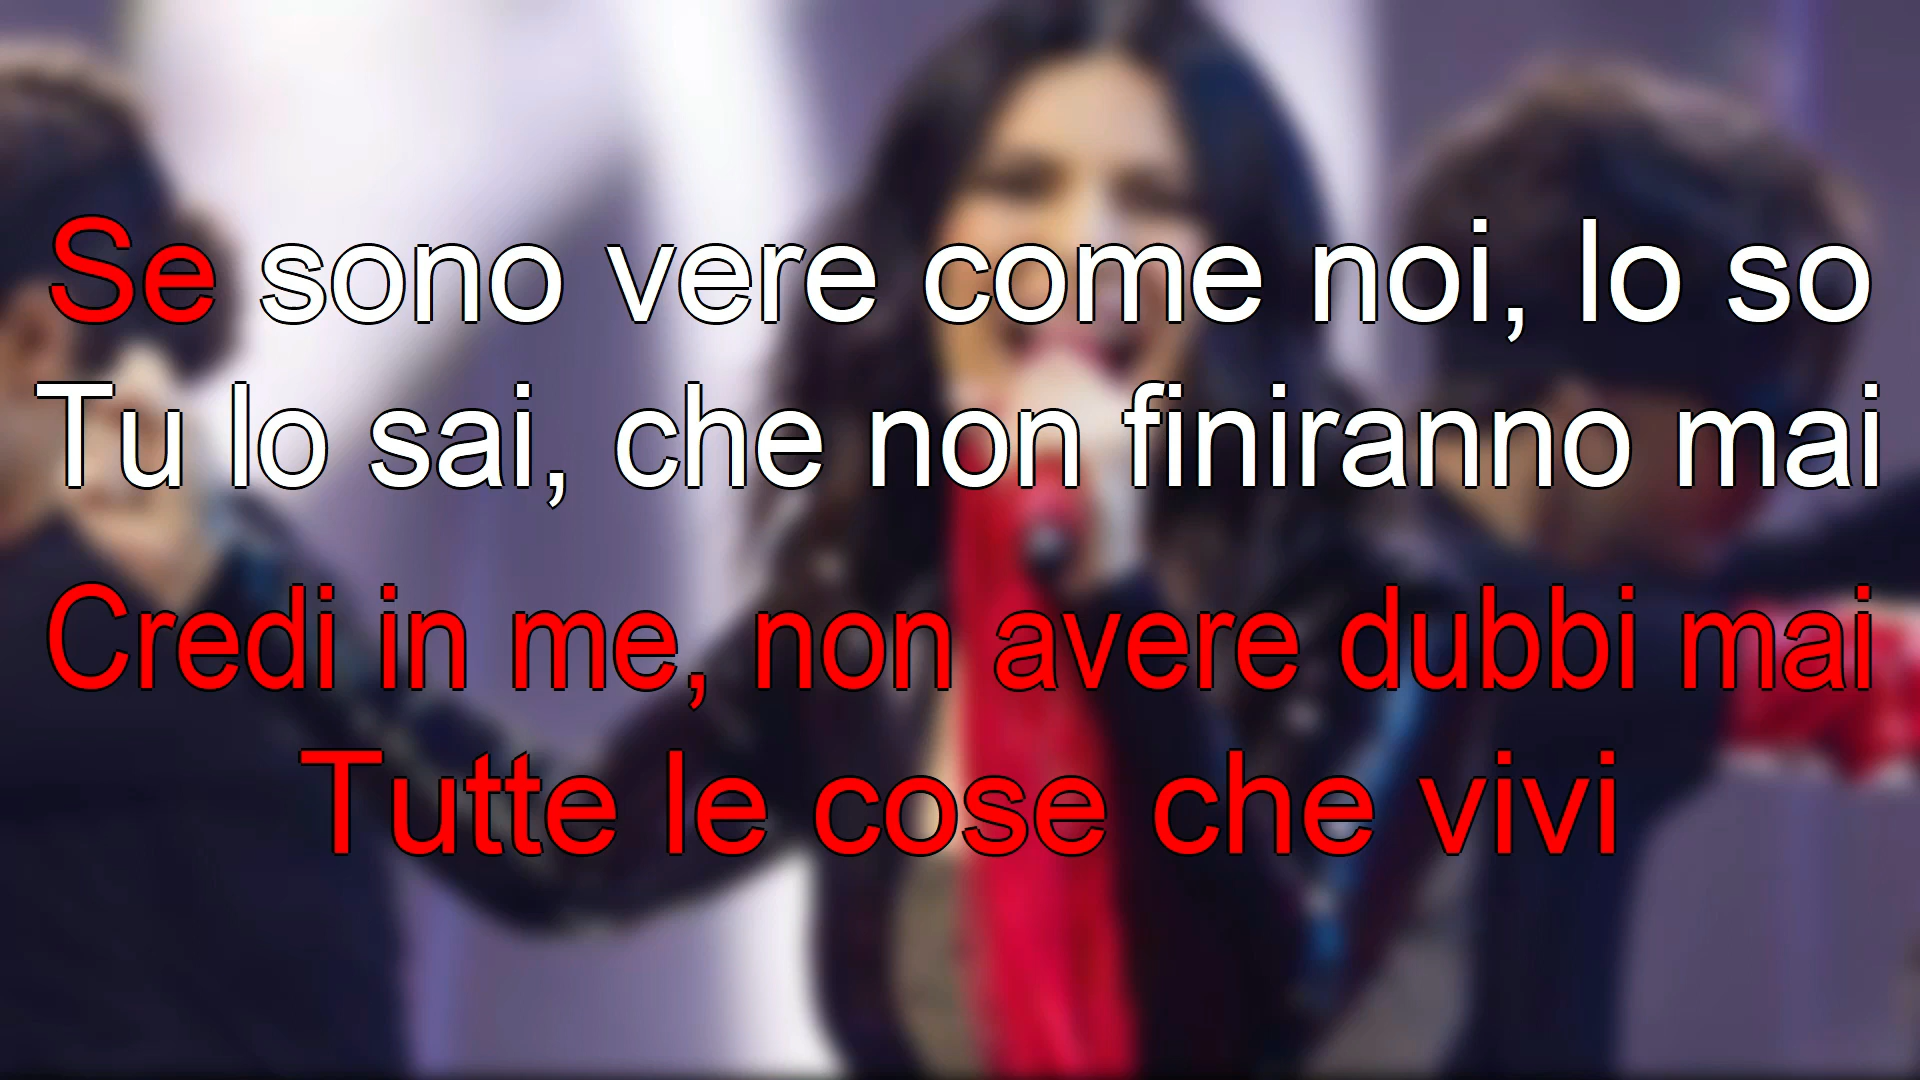 Se sono vere come noi, lo so
Tu lo sai, che non finiranno mai
Credi in me, non avere dubbi mai
Tutte le cose che vivi